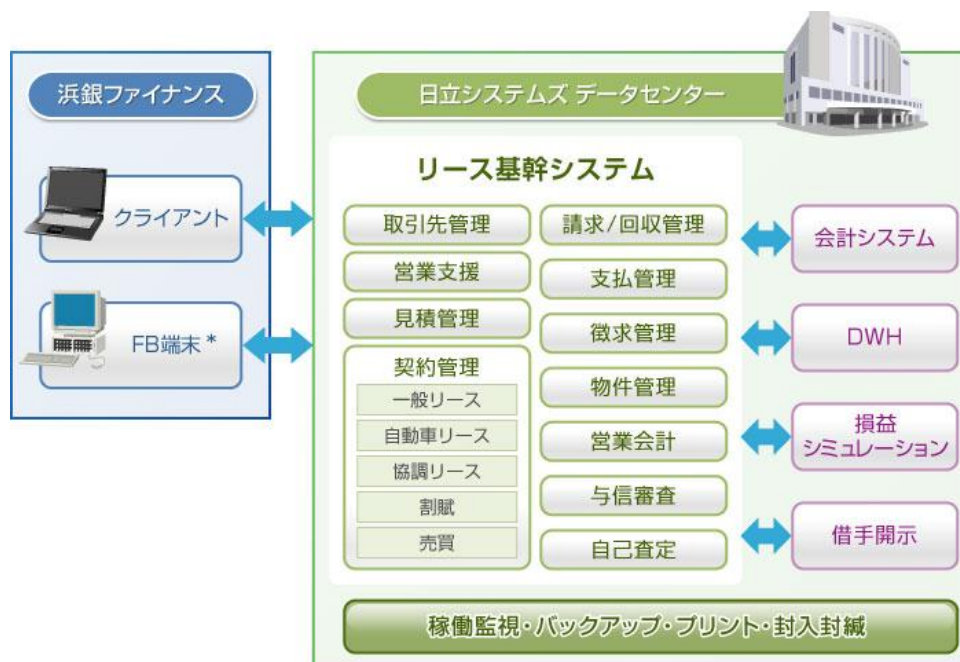 浜銀ファイナンス
クライアント
FB端末*
日立システムズ データセンター
リース基幹システム
取引先管理
営業支援
見積管理
契約管理
一般リース
自動車リース
協調リース
割賦
売買
請求/回収管理
支払管理
徴求管理
物件管理
営業会計
与信審査
自己査定
会計システム
DWH
損益
シミュレーション
借手開示
稼働監視・バックアップ・プリント・封入封緘